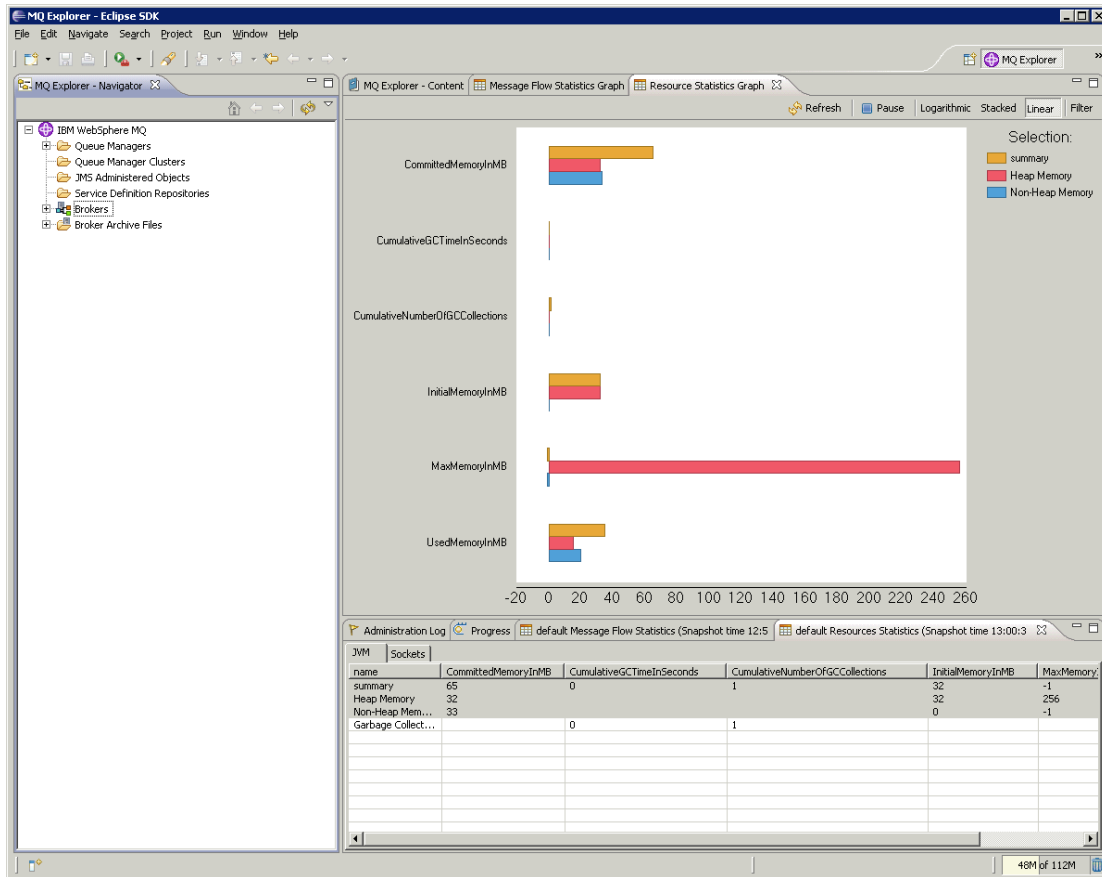 MQ Explorer - Eclipse SDK
File Edit Navigate Search Project Run Window Help
MQ Explorer
»
MQ Explorer - Navigator
IBM WebSphere MQ
Queue Managers
Queue Manager Clusters
JMS Administered Objects
Service Definition Repositories
Brokers
Broker Archive Files
MQ Explorer - Content Message Flow Statistics Graph Resource Statistics Graph
Refresh Pause Logarithmic Stacked Linear Filter
Selection:
summary
Heap Memory
Non-Heap Memory
CommittedMemoryInMB
CumulativeGCTimeInSeconds
CumulativeNumberOfGCCollections
InitialMemoryInMB
MaxMemoryInMB
UsedMemoryInMB
-20 0 20 40 60 80 100 120 140 160 180 200 220 240 260
Administration Log Progress default Message Flow Statistics (Snapshot time 12:5 default Resources Statistics (Snapshot time 13:00:3
JVM Sockets
name CommittedMemoryInMB CumulativeGCTimeInSeconds CumulativeNumberOfGCCollections InitialMemoryInMB MaxMemory
summary 65 0 1 32 -1
Heap Memory 32 32 256
Non-Heap Mem... 33 0 -1
Garbage Collect... 0 1
48M of 112M